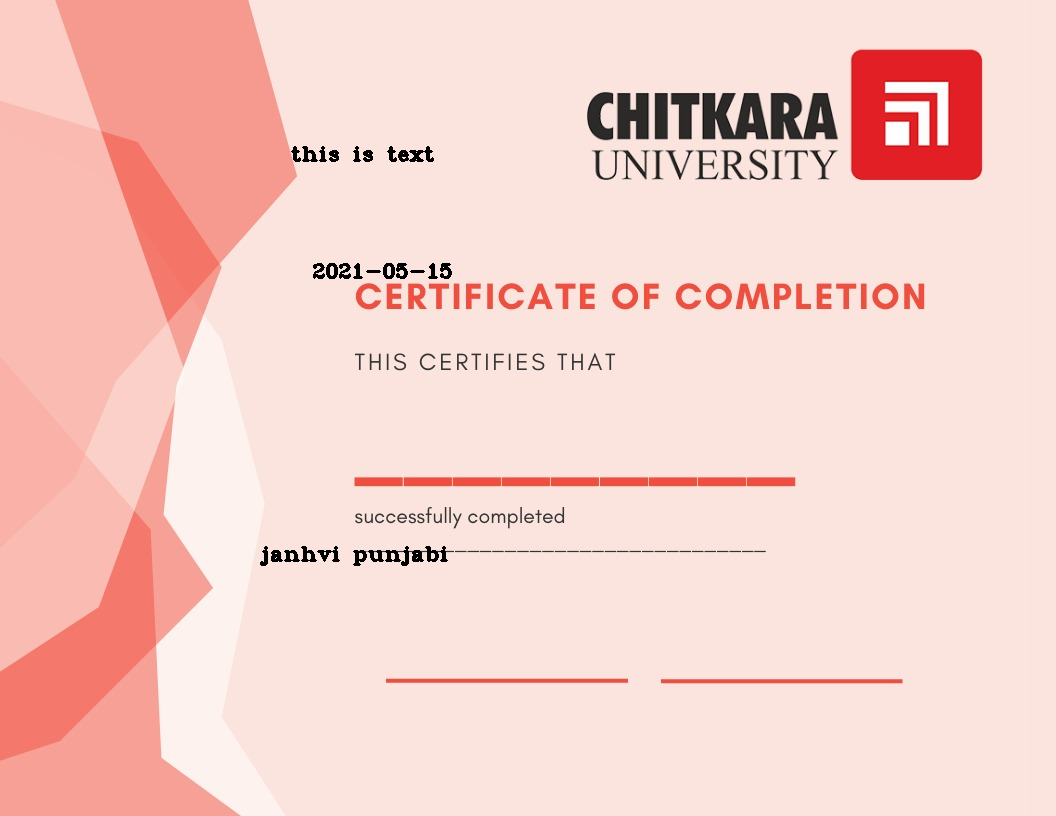 CHITKARA
UNIVERSITY
this is text
2021-05-15
CERTIFICATE OF COMPLETION
THIS CERTIFIES THAT
successfully completed
janhvi punjabi